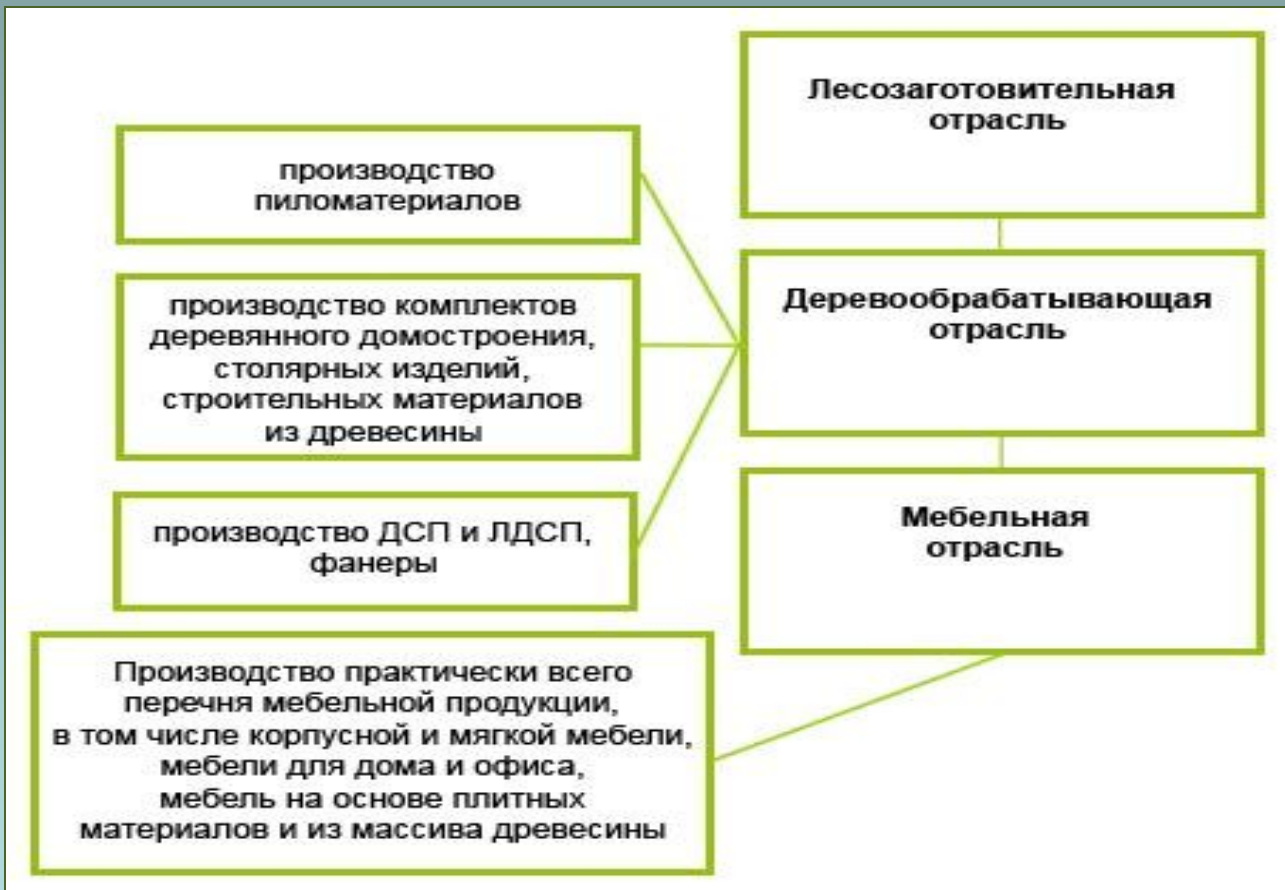 Лесозаготовительная
отрасль
производство
пиломатериалов
производство комплектов
деревянного домостроения,
столярных изделий,
строительных материалов
из древесины
Деревообрабатывающая
отрасль
производство ДСП и ЛДСП,
фанеры
Мебельная
отрасль
Производство практически всего
перечня мебельной продукции,
в том числе корпусной и мягкой мебели,
мебели для дома и офиса,
мебель на основе плитных
материалов и из массива древесины